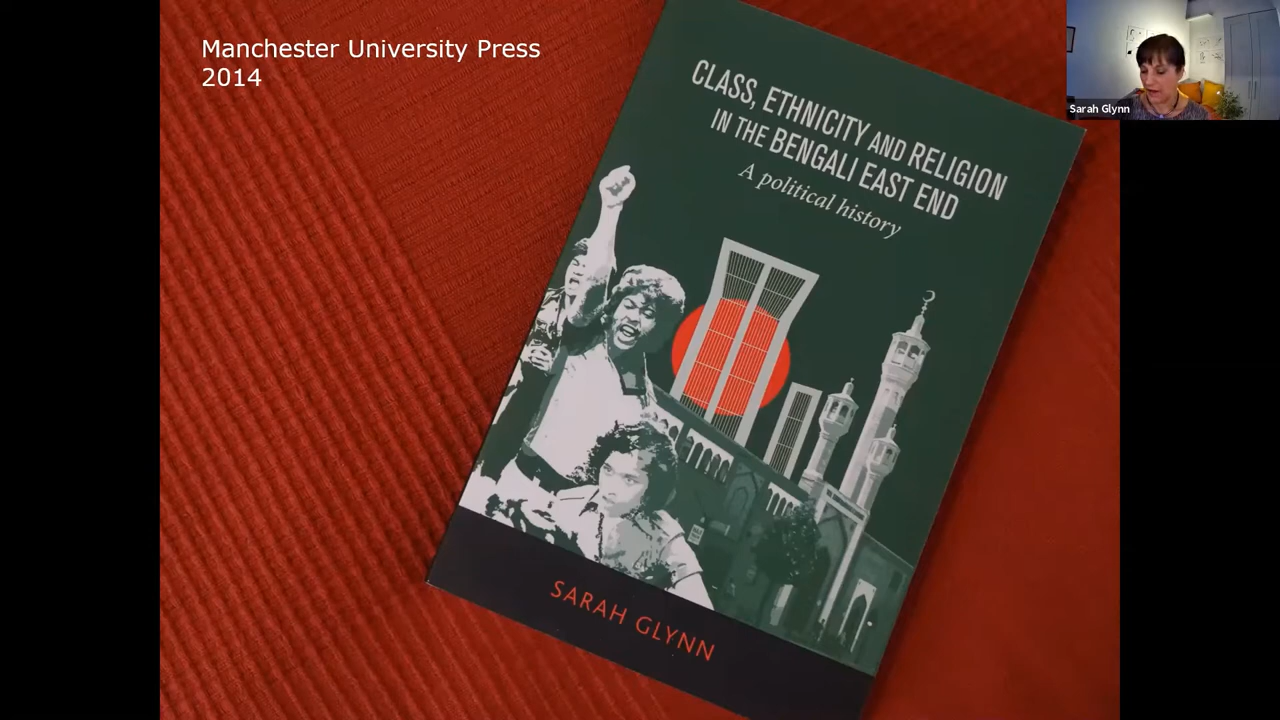 Manchester University Press
2014
CLASS, ETHNICITY AND RELIGION
IN THE BENGALI EAST END
A political history
SARAH GLYNN
Sarah Glynn